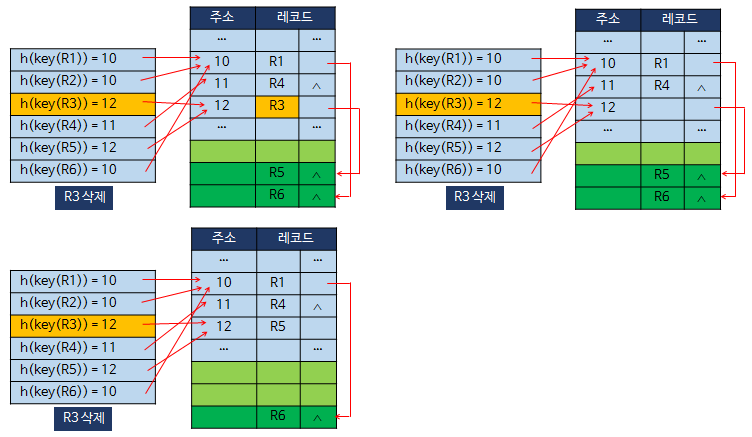 주소 레코드
... ...
h(key(R1)) = 10 10 R1
h(key(R2)) = 10 11 R4 ^
h(key(R3)) = 12 12 R3
h(key(R4)) = 11 ... ...
h(key(R5)) = 12 R5 ^
h(key(R6)) = 10 R6 ^
R3 삭제
주소 레코드
... ...
h(key(R1)) = 10 10 R1
h(key(R2)) = 10 11 R4 ^
h(key(R3)) = 12 12
h(key(R4)) = 11 ... ...
h(key(R5)) = 12 R5 ^
h(key(R6)) = 10 R6 ^
R3 삭제
주소 레코드
... ...
h(key(R1)) = 10 10 R1
h(key(R2)) = 10 11 R4 ^
h(key(R3)) = 12 12 R5
h(key(R4)) = 11 ... ...
h(key(R5)) = 12
h(key(R6)) = 10 R6 ^
R3 삭제